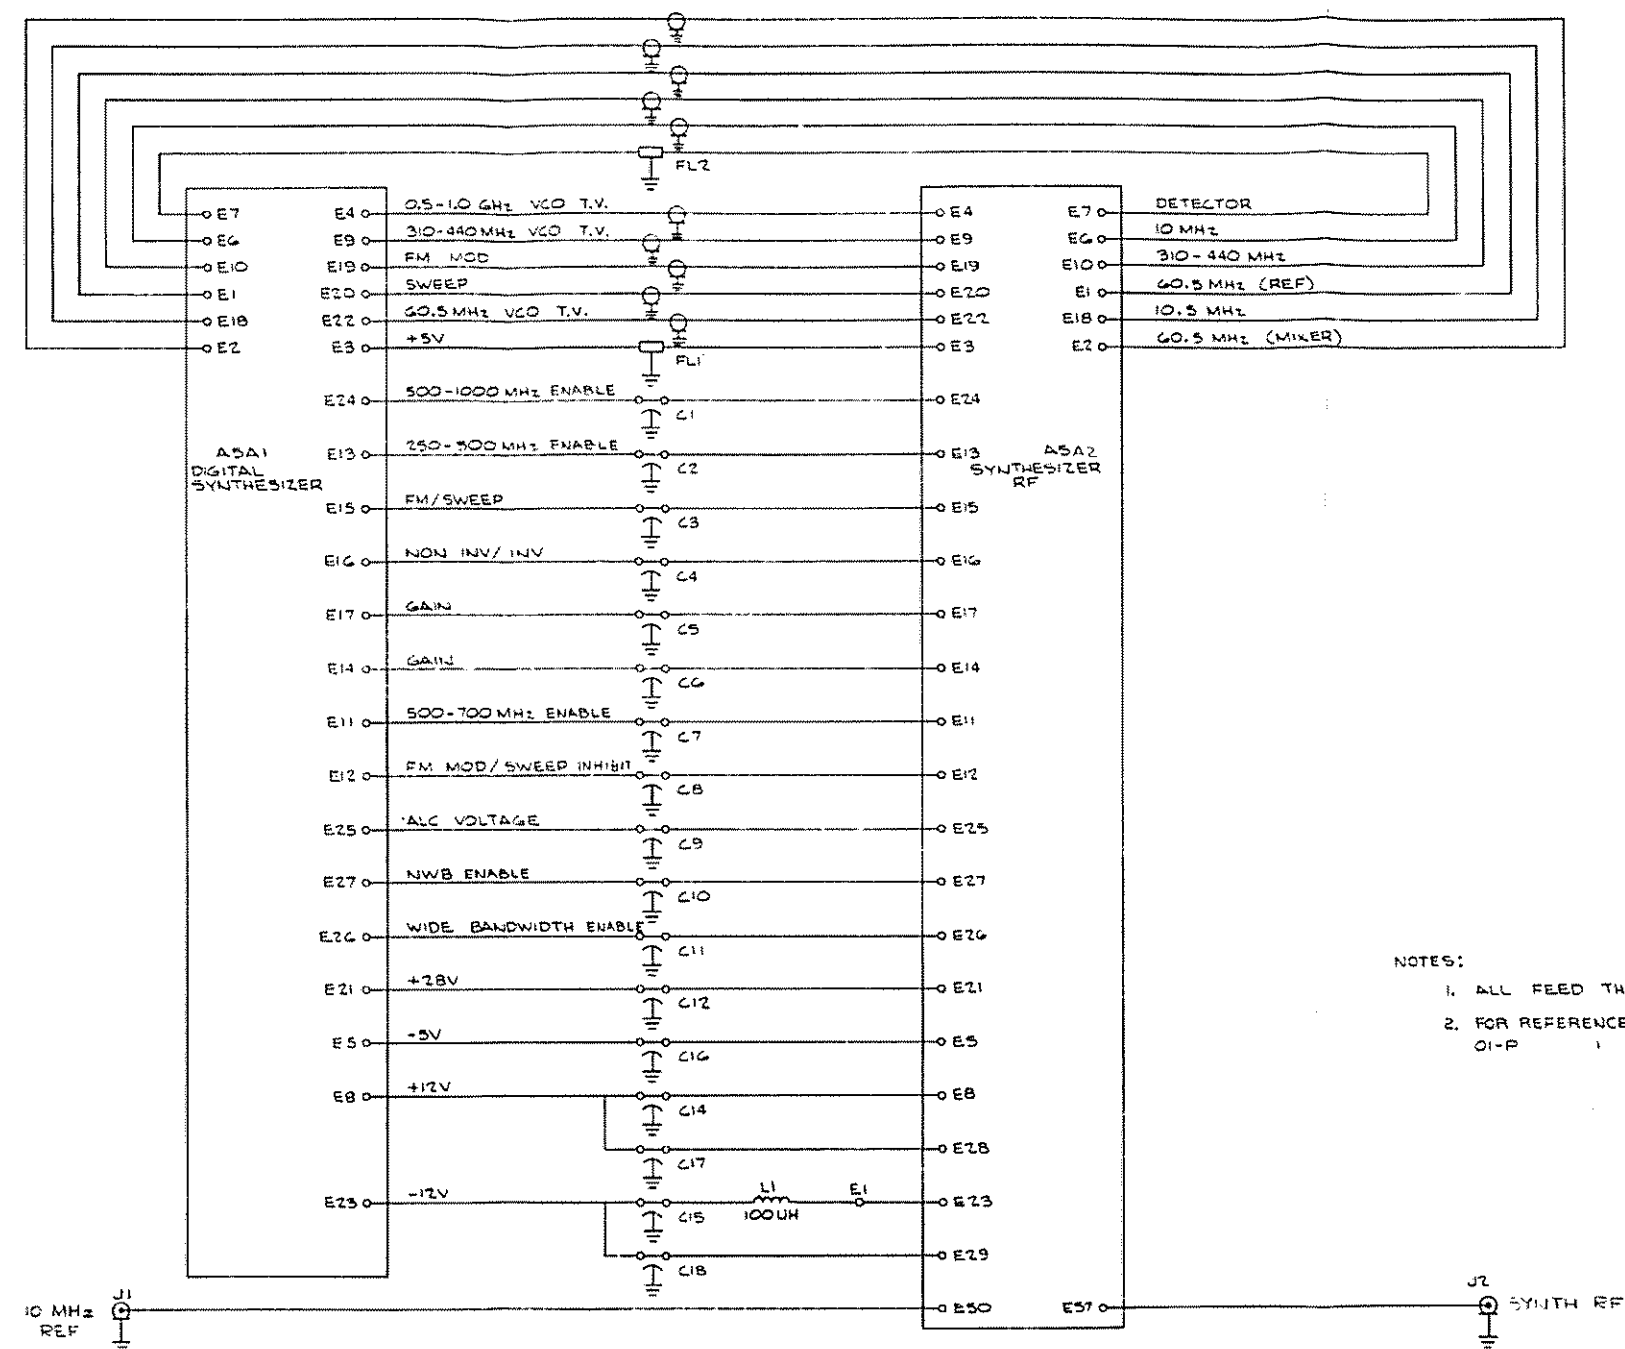 FL2
E7 E4 0.5-1.0 GHz VCO T.V. E4 E7 DETECTOR
E6 E9 310-440 MHz VCO T.V. E9 E6 10 MHz
E10 E19 FM MOD E19 E10 310-440 MHz
E1 E20 SWEEP E20 E1 60.5 MHz (REF)
E18 E22 60.5 MHz VCO T.V. E22 E18 10.5 MHz
E2 E3 +5V FL1 E3 E2 60.5 MHz (MIXER)
E24 500-1000 MHz ENABLE C1 E24
E13 250-500 MHz ENABLE C2 E13
A5A1
DIGITAL
SYNTHESIZER
A5A2
SYNTHESIZER
RF
E15 FM/SWEEP C3 E15
E16 NON INV/INV C4 E16
E17 GAIN C5 E17
E14 GAIN C6 E14
E11 500-700 MHz ENABLE C7 E11
E12 FM MOD/SWEEP INHIBIT C8 E12
E25 ALC VOLTAGE C9 E25
E27 NWB ENABLE C10 E27
E26 WIDE BANDWIDTH ENABLE C11 E26
E21 +28V C12 E21
E5 -5V C16 E5
E8 +12V C14 E8
C17 E28
E23 -12V C15 L1 100UH E1 E23
C18 E29
J1
10 MHz
REF
E50 E57
J2
SYNTH RF
NOTES:
1. ALL FEED TH
2. FOR REFERENCE
01-P